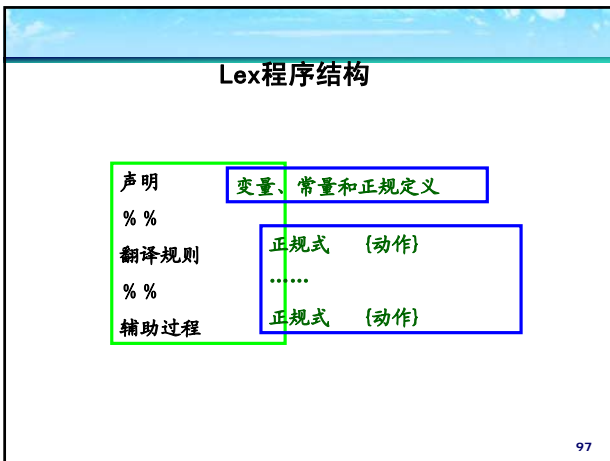 Lex程序结构
声明
变量、常量和正规定义
% %
翻译规则
正规式 {动作}
……
% %
正规式 {动作}
辅助过程
97